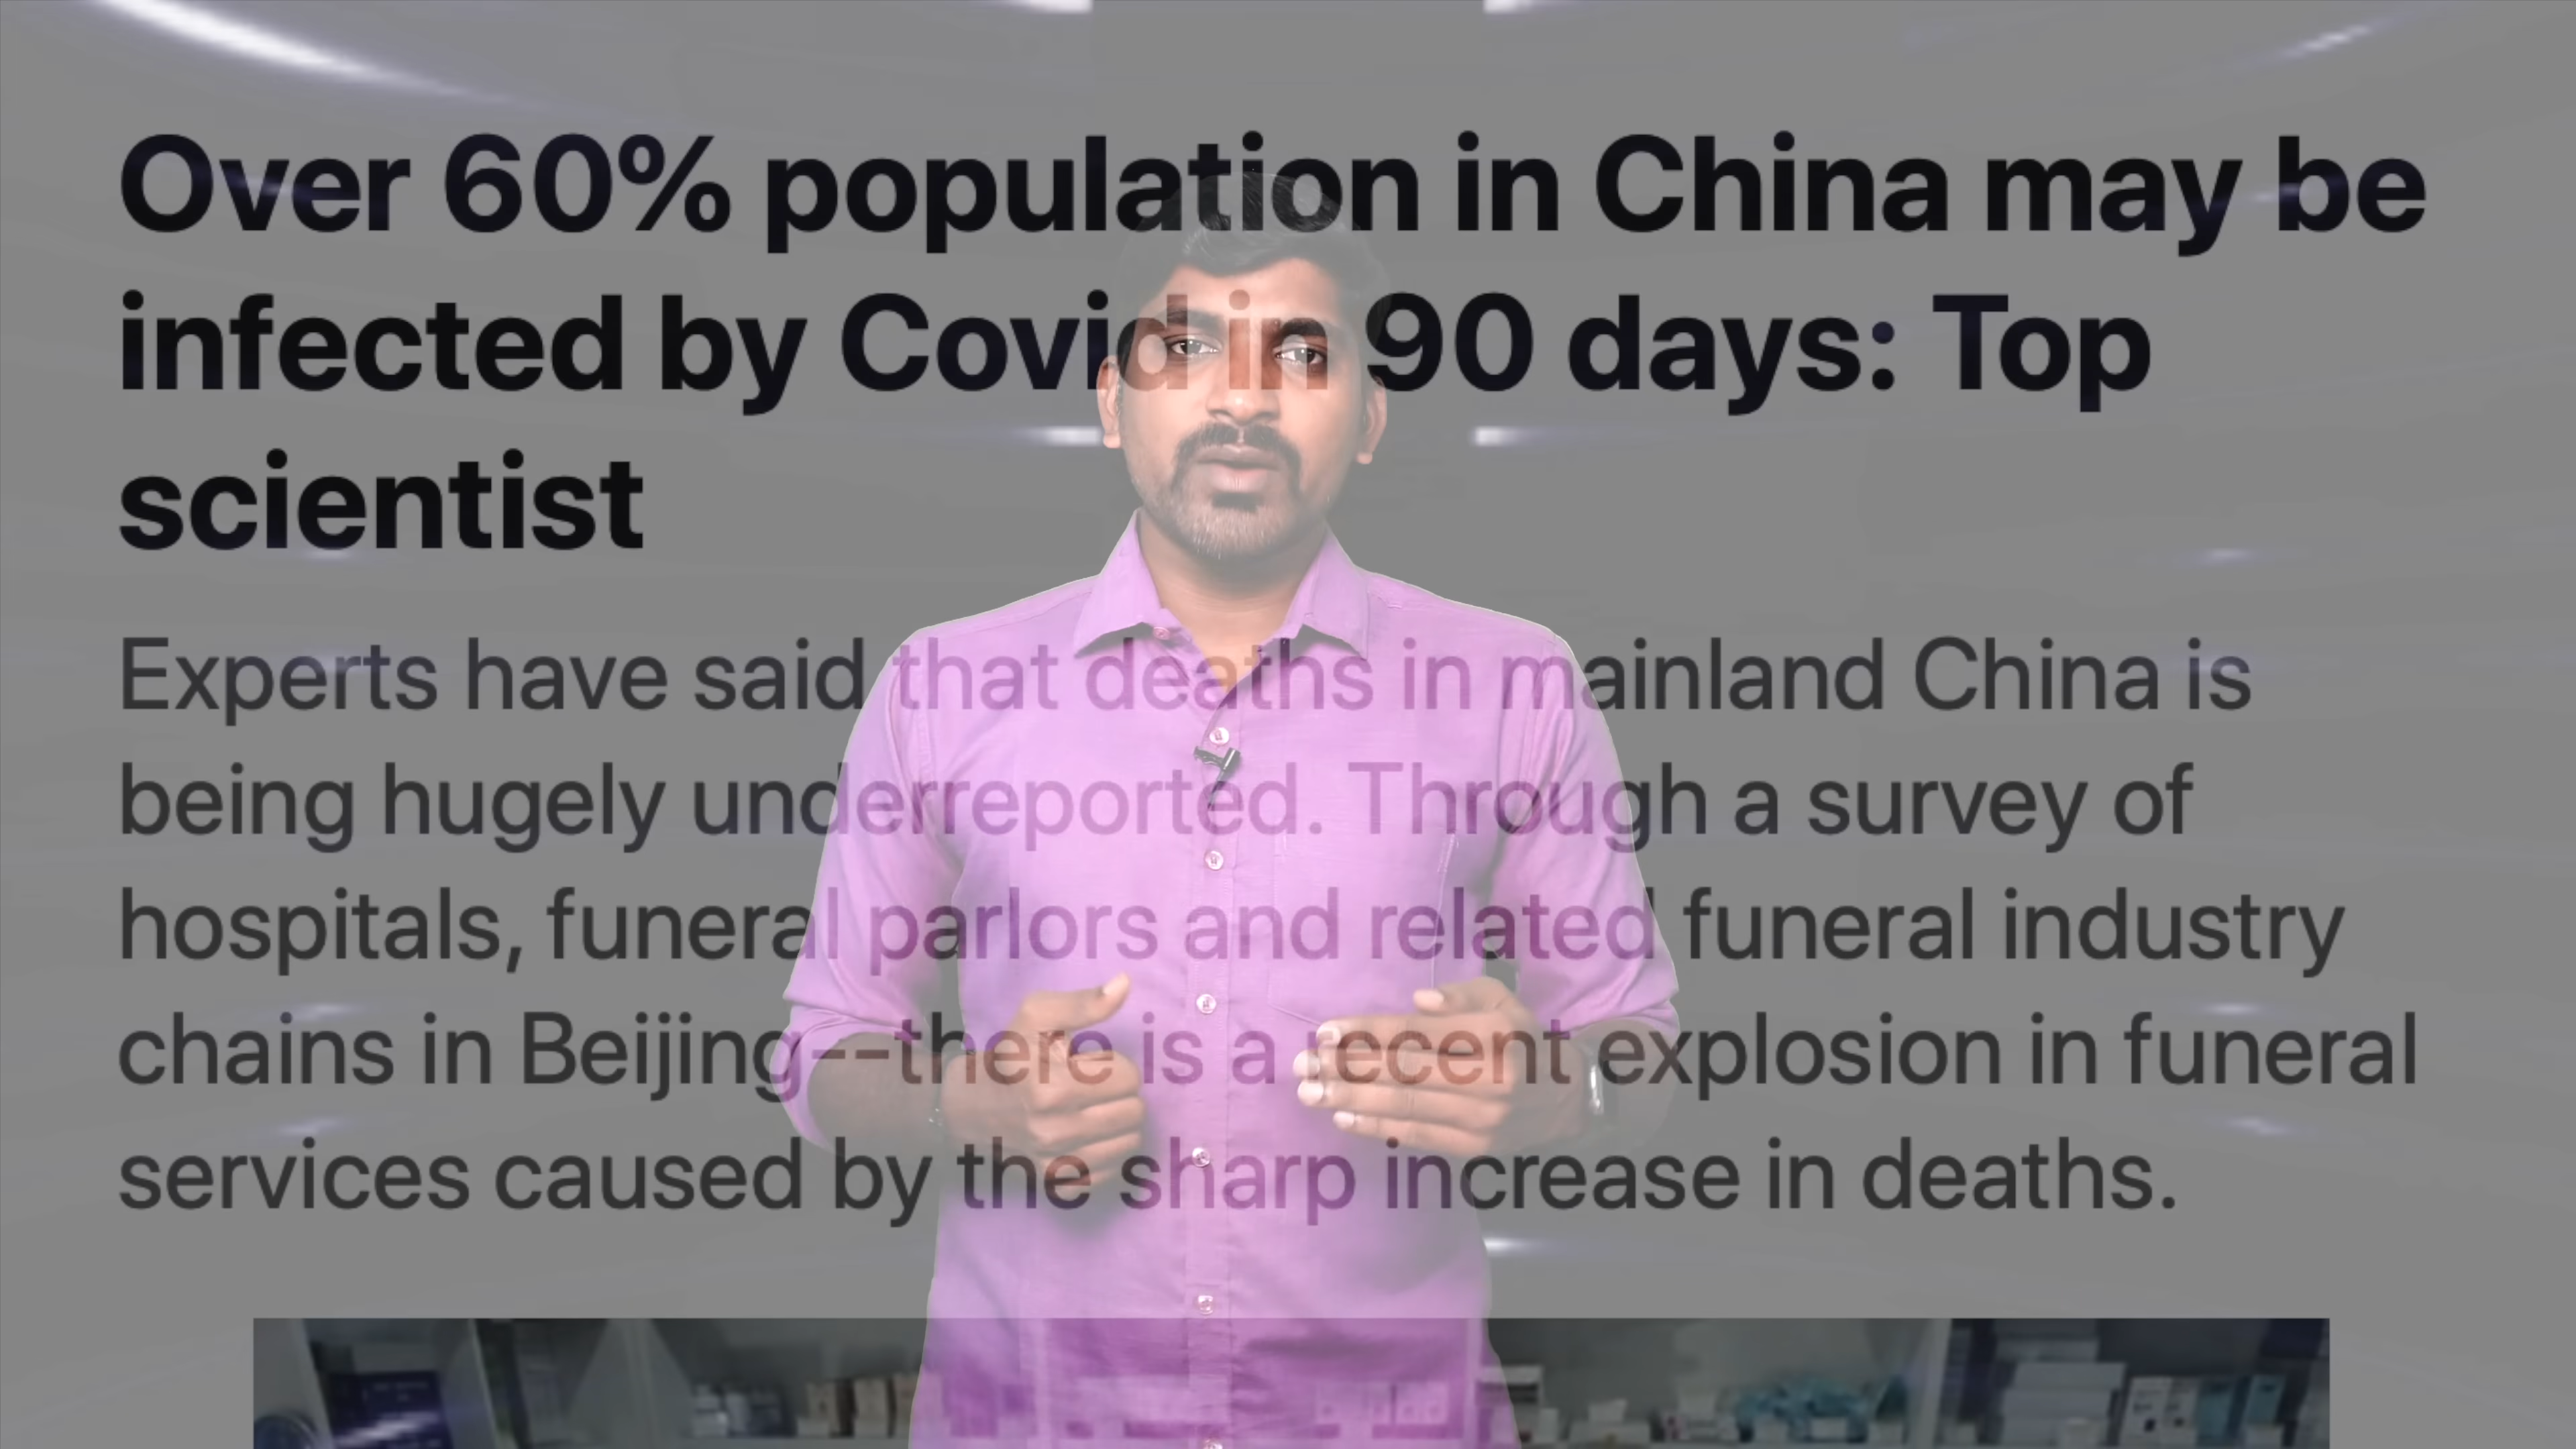 Over 60% population in China may be
infected by Covid in 90 days: Top
scientist
Experts have said that deaths in mainland China is
being hugely underreported. Through a survey of
hospitals, funeral parlors and related funeral industry
chains in Beijing--there is a recent explosion in funeral
services caused by the sharp increase in deaths.